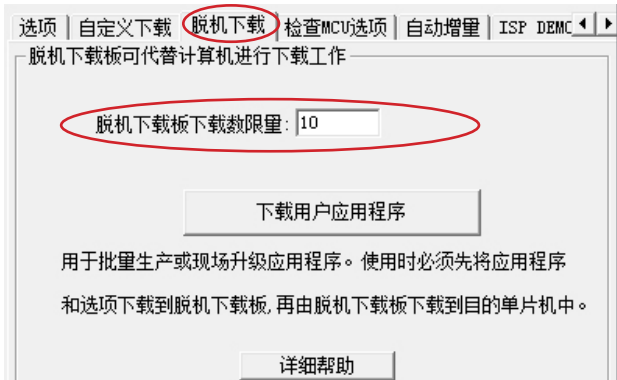 选项 自定义下载 脱机下载 检查MCU选项 自动增量 ISP DEMO
脱机下载板可代替计算机进行下载工作
脱机下载板下载数限量: 10
下载用户应用程序
用于批量生产或现场升级应用程序。使用时必须先将应用程序
和选项下载到脱机下载板,再由脱机下载板下载到目的单片机中。
详细帮助